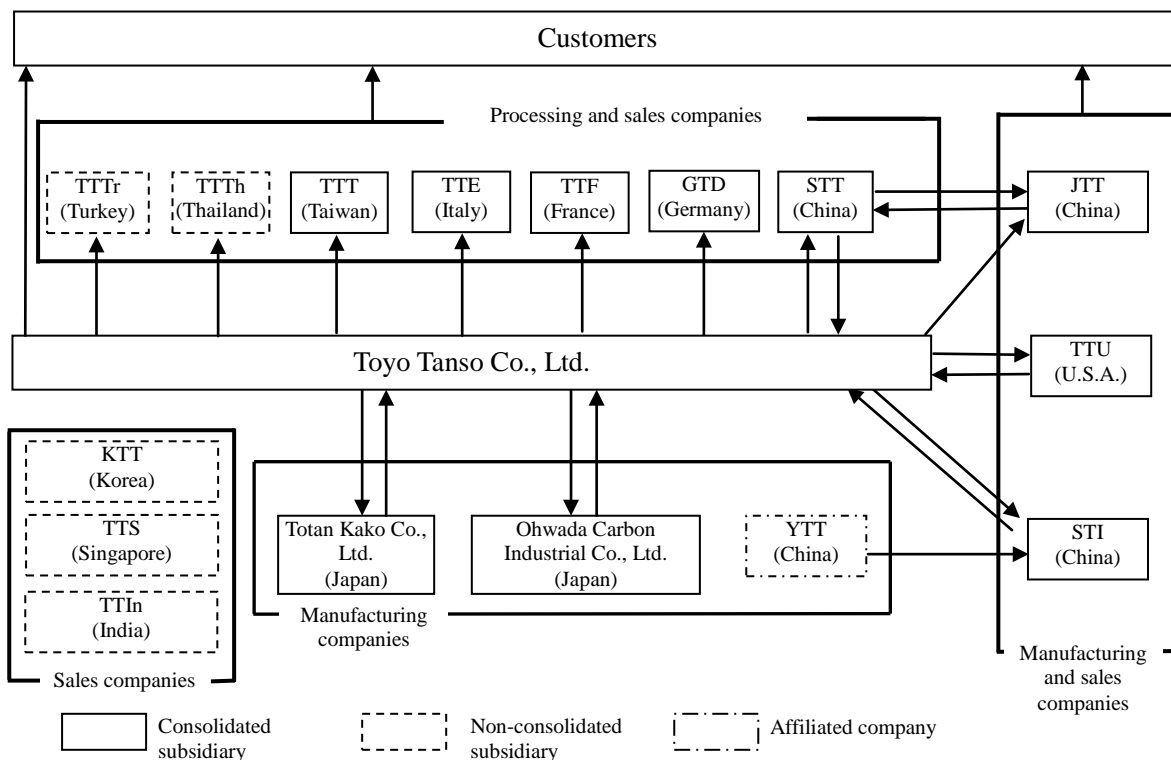 Customers
Processing and sales companies
TTTr
(Turkey)
TTTh
(Thailand)
TTT
(Taiwan)
TTE
(Italy)
TTF
(France)
GTD
(Germany)
STT
(China)
JTT
(China)
Toyo Tanso Co., Ltd.
TTU
(U.S.A.)
KTT
(Korea)
TTS
(Singapore)
TTIn
(India)
Sales companies
Totan Kako Co.,
Ltd.
(Japan)
Ohwada Carbon
Industrial Co., Ltd.
(Japan)
YTT
(China)
STI
(China)
Manufacturing
companies
Manufacturing
and sales
companies
Consolidated
subsidiary
Non-consolidated
subsidiary
Affiliated company